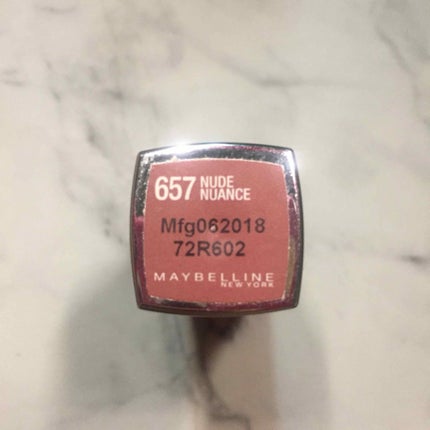 657 NUDE
NUANCE
Mfg062018
72R602
MAYBELLINE
NEW YORK